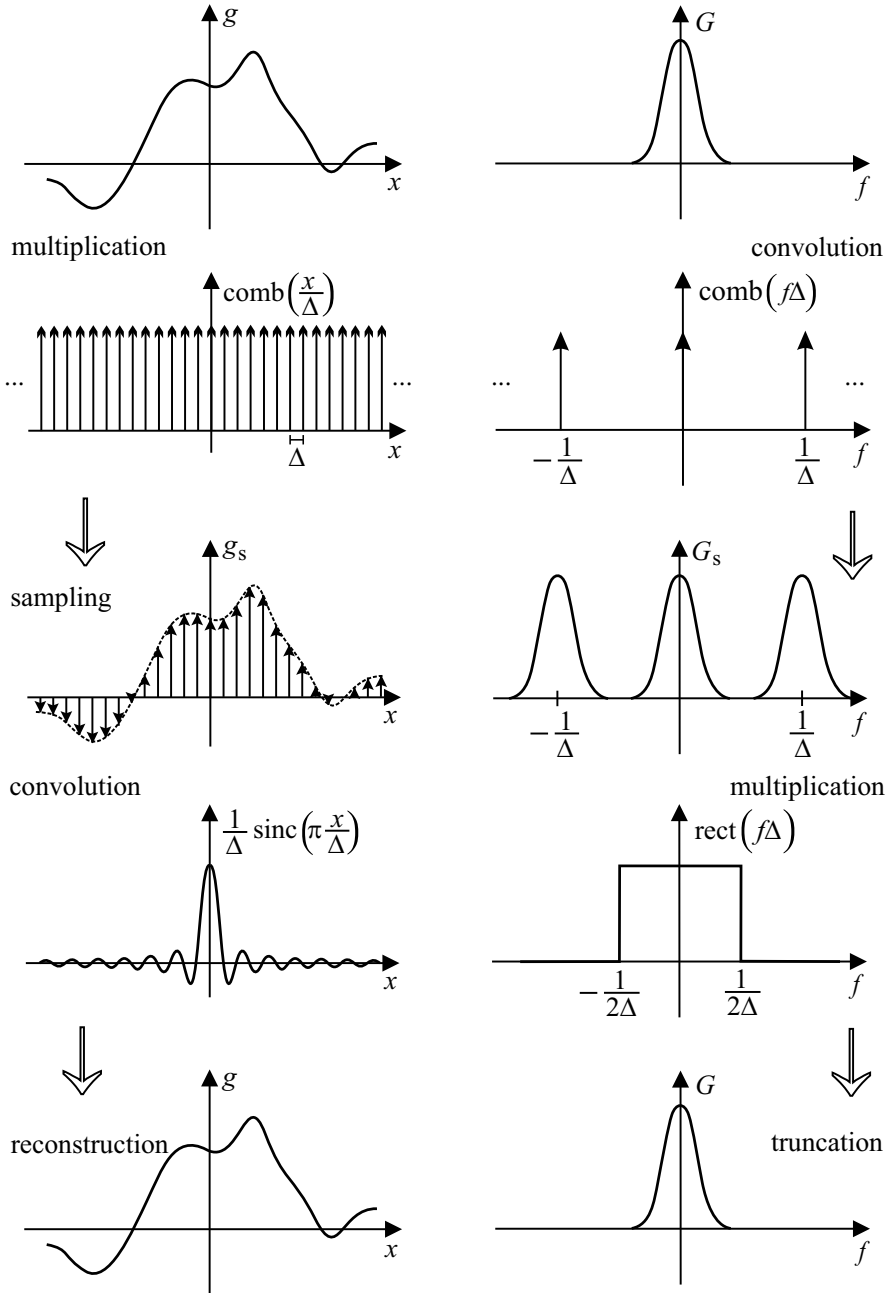 g G
x f
multiplication convolution
comb(x/Δ) comb(fΔ)
... ... ... ...
Δ x −1/Δ 1/Δ f
g_s G_s
sampling
x −1/Δ 1/Δ f
convolution multiplication
1/Δ sinc(π x/Δ) rect(fΔ)
x −1/2Δ 1/2Δ f
g G
reconstruction truncation
x f